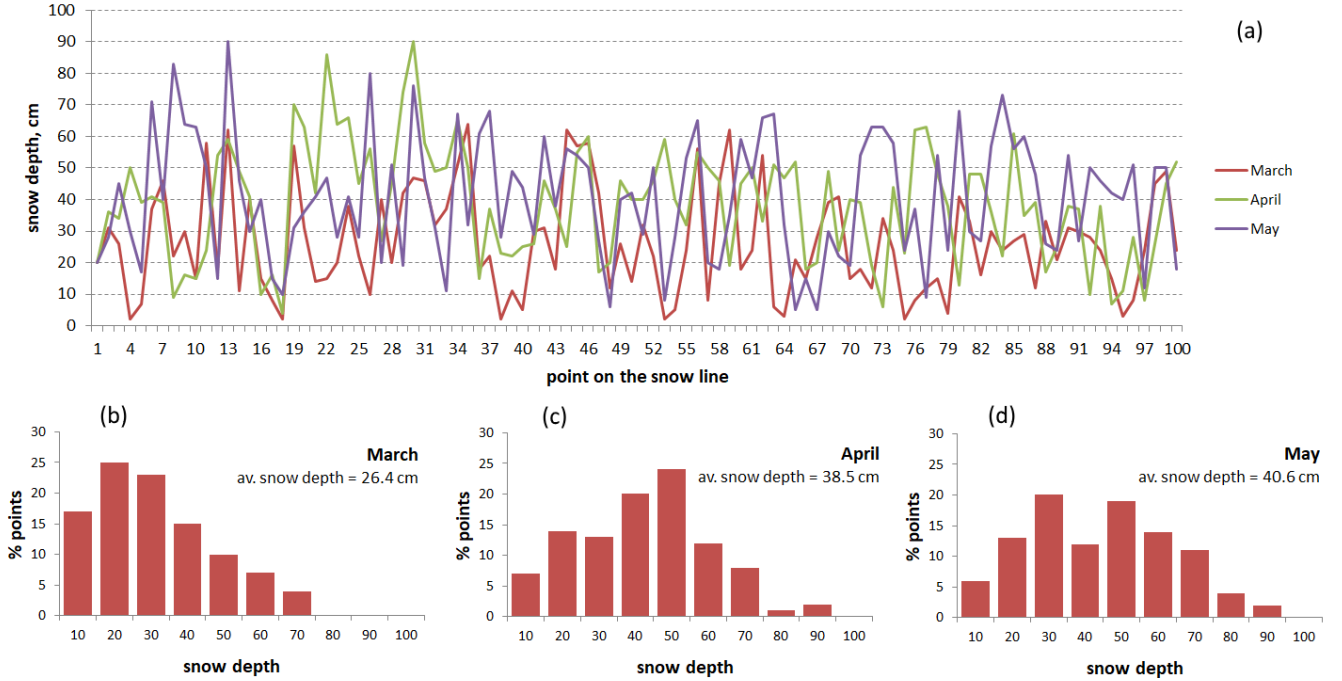 (a)
snow depth, cm
100
90
80
70
60
50
40
30
20
10
0
1 4 7 10 13 16 19 22 25 28 31 34 37 40 43 46 49 52 55 58 61 64 67 70 73 76 79 82 85 88 91 94 97 100
point on the snow line
March
April
May
(b)
% points
30
25
20
15
10
5
0
March
av. snow depth = 26.4 cm
10 20 30 40 50 60 70 80 90 100
snow depth
(c)
% points
30
25
20
15
10
5
0
April
av. snow depth = 38.5 cm
10 20 30 40 50 60 70 80 90 100
snow depth
(d)
% points
30
25
20
15
10
5
0
May
av. snow depth = 40.6 cm
10 20 30 40 50 60 70 80 90 100
snow depth